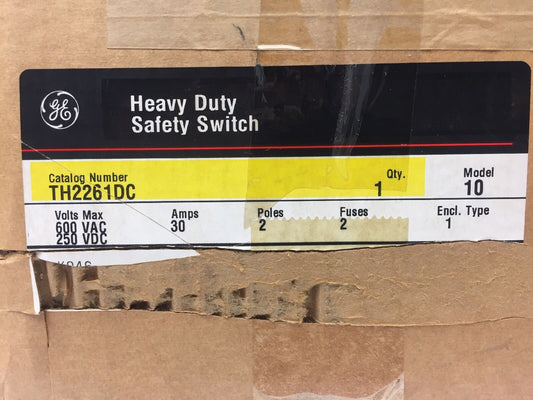 GE
Heavy Duty
Safety Switch
Catalog Number Qty. Model
TH2261DC 1 10
Volts Max Amps Poles Fuses Encl. Type
600 VAC 30 2 2 1
250 VDC